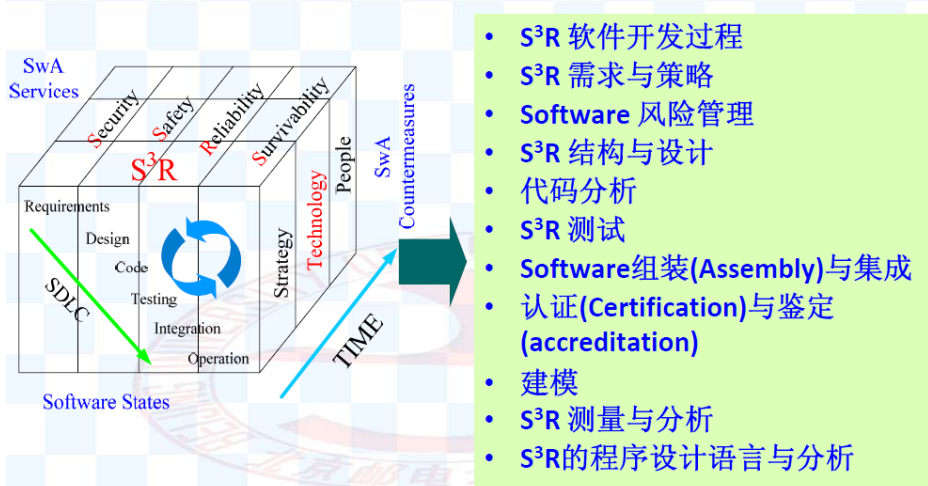 SwA
Services
Security
Safety
Reliability
Survivability
S³R
Requirements
Design
Code
Testing
Integration
Operation
SDLC
Software States
Strategy
Technology
People
SwA
Countermeasures
TIME
• S³R 软件开发过程
• S³R 需求与策略
• Software 风险管理
• S³R 结构与设计
• 代码分析
• S³R 测试
• Software组装(Assembly)与集成
• 认证(Certification)与鉴定
(accreditation)
• 建模
• S³R 测量与分析
• S³R的程序设计语言与分析
北京邮电